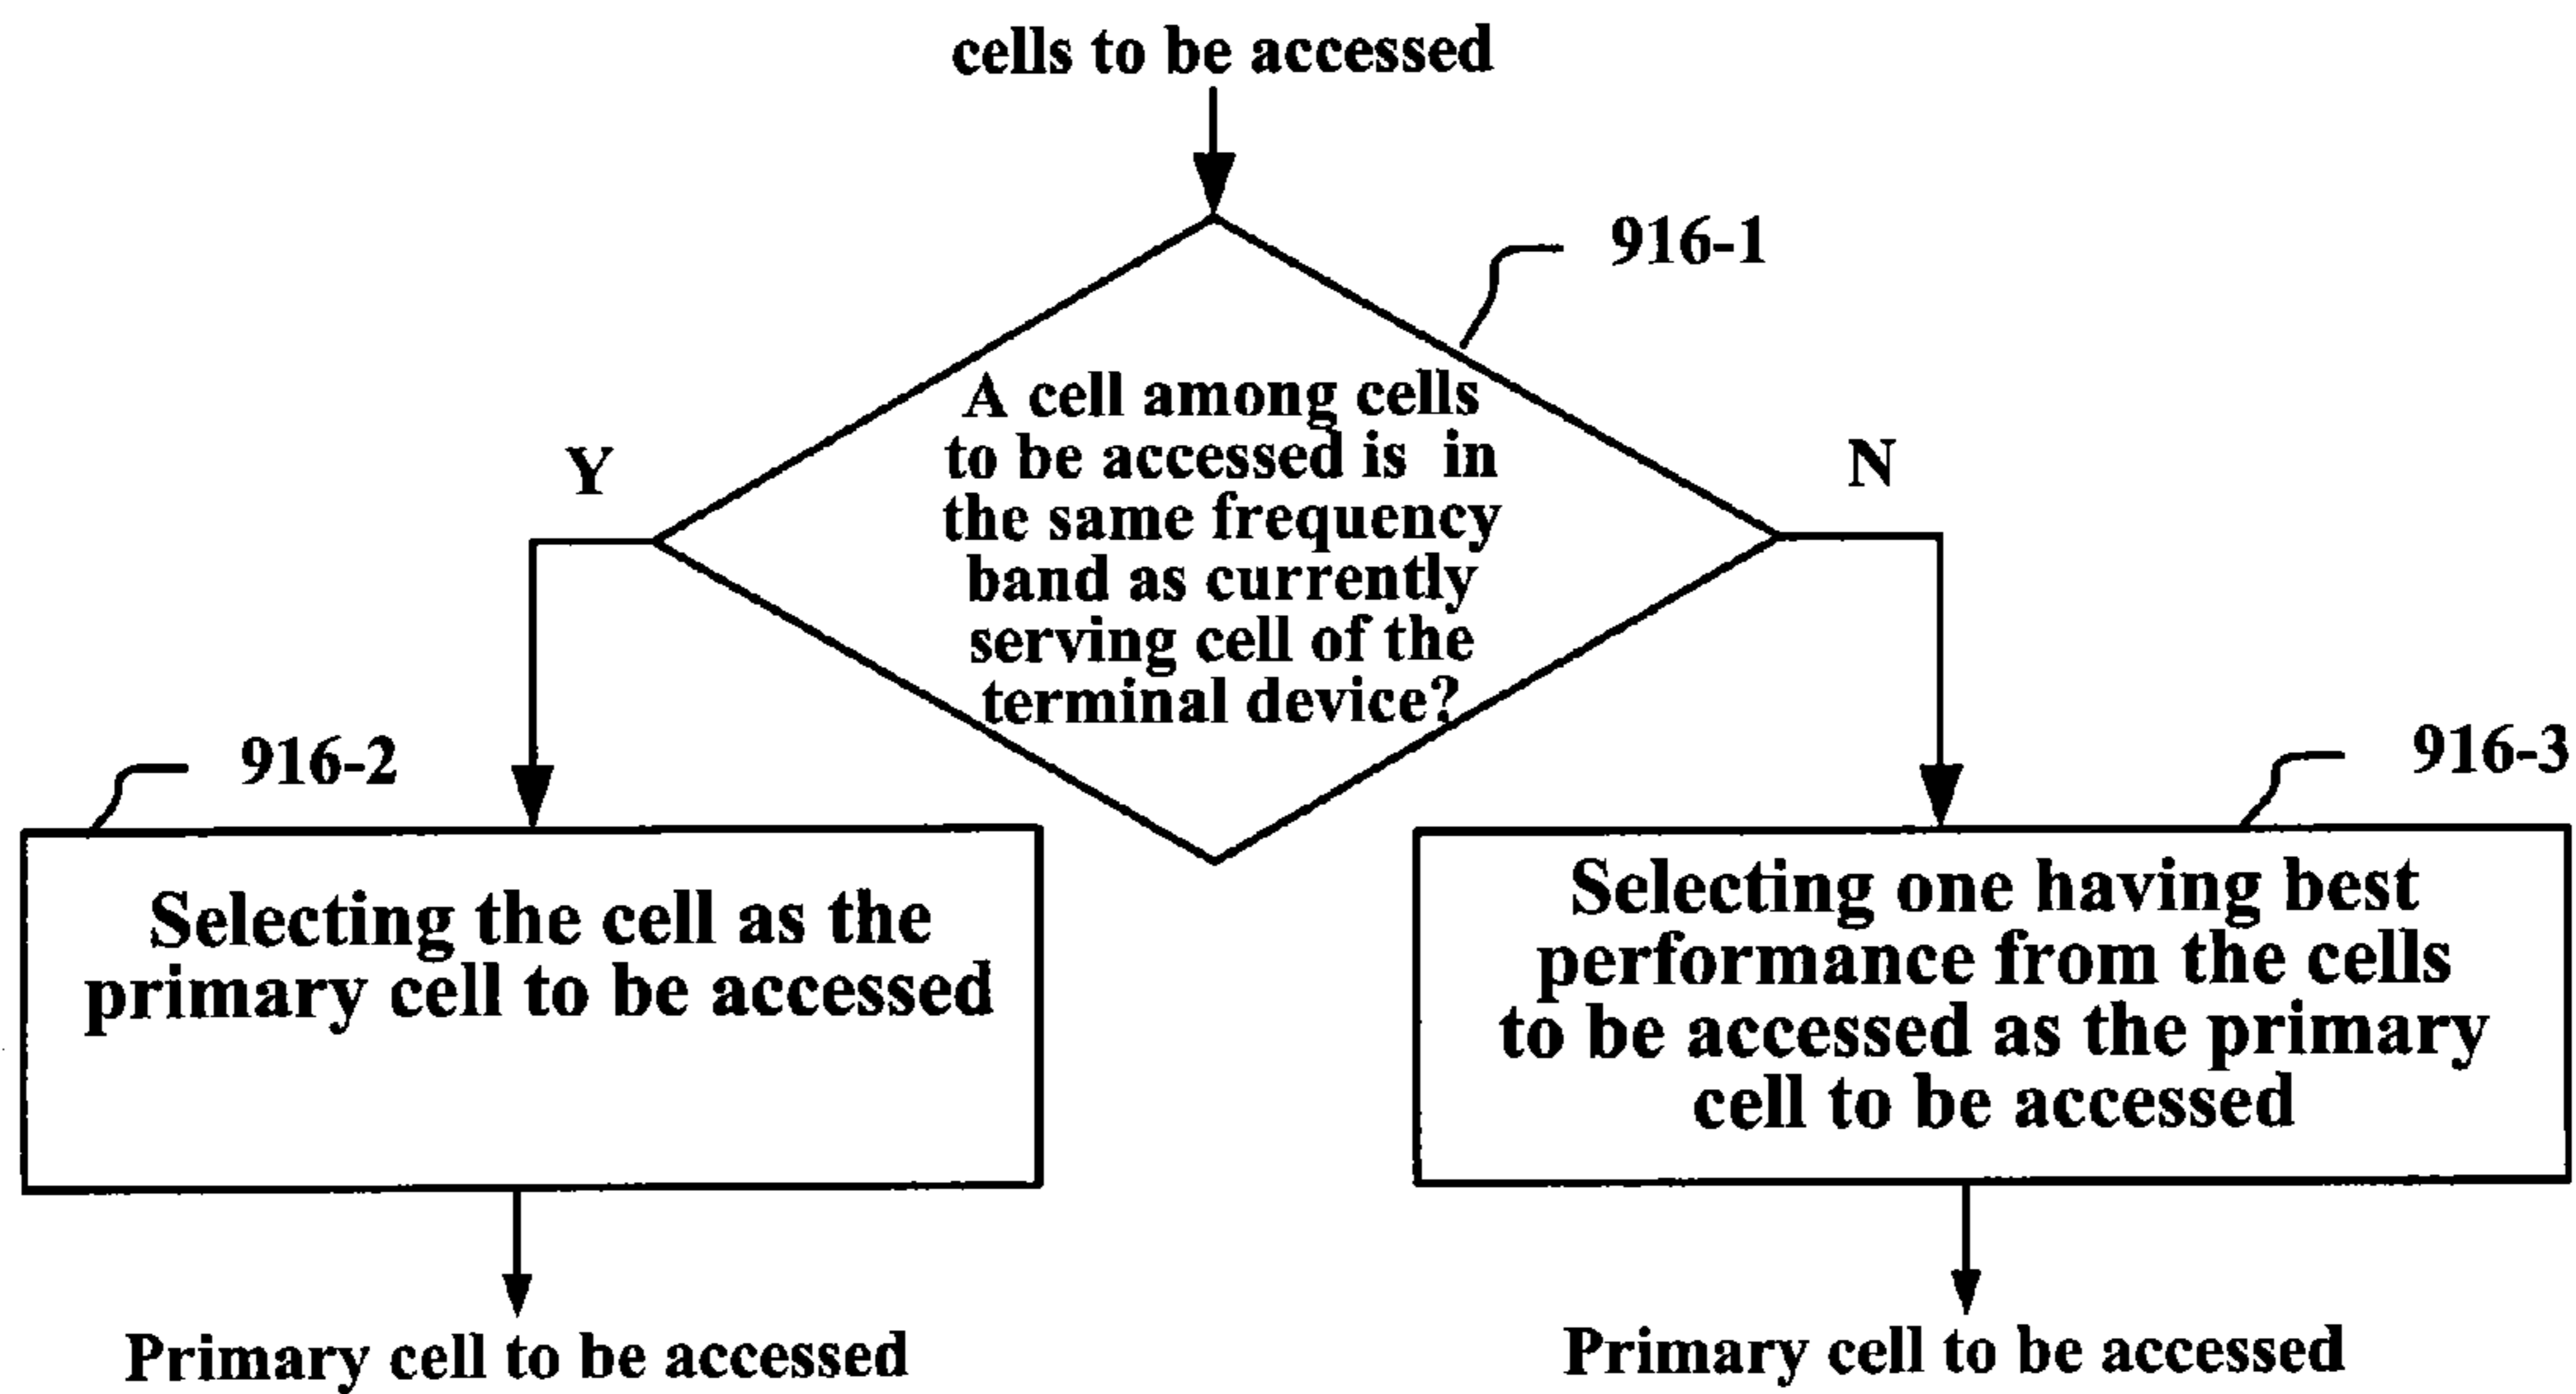 cells to be accessed
916-1
A cell among cells
to be accessed is in
the same frequency
band as currently
serving cell of the
terminal device?
Y
N
916-2
Selecting the cell as the
primary cell to be accessed
916-3
Selecting one having best
performance from the cells
to be accessed as the primary
cell to be accessed
Primary cell to be accessed
Primary cell to be accessed